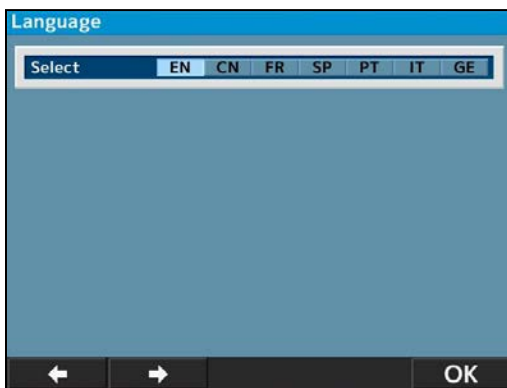 Language
Select EN CN FR SP PT IT GE
← → OK